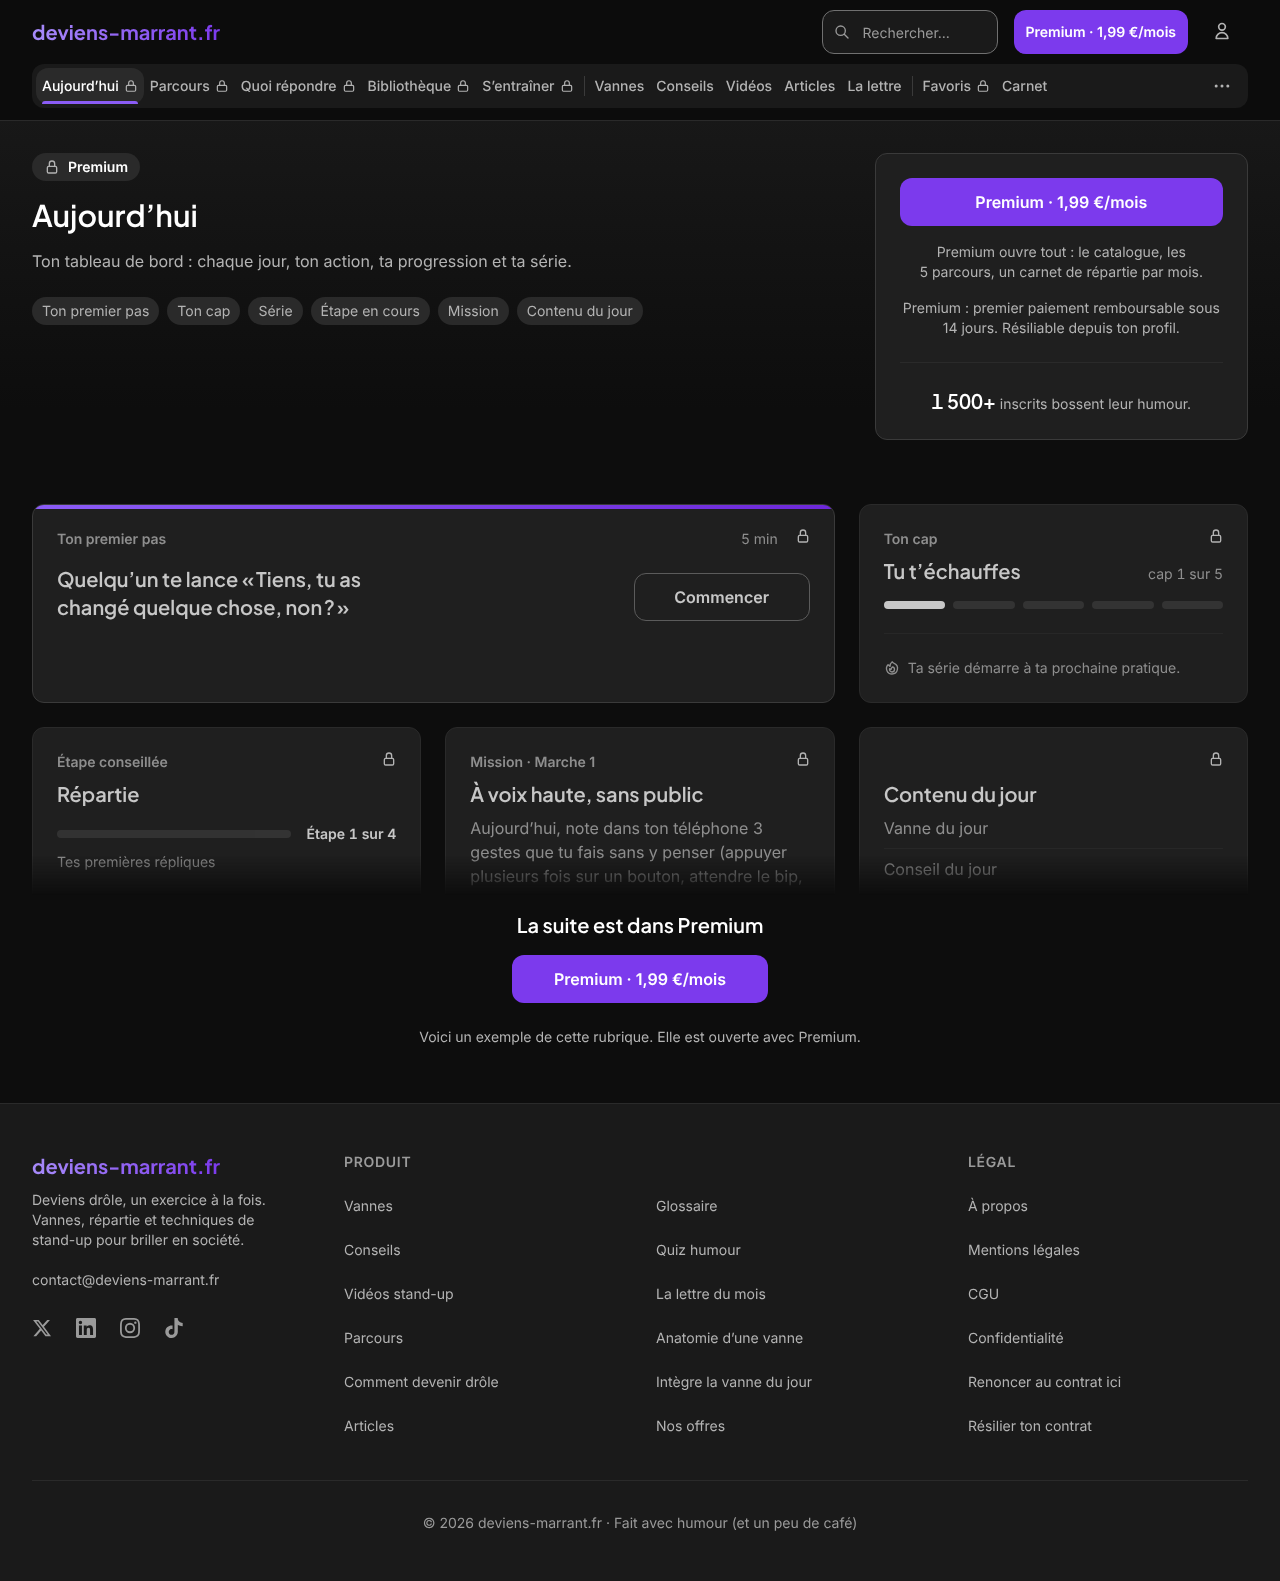 deviens-marrant.fr
Rechercher...
Premium · 1,99 €/mois
Aujourd’hui
Parcours
Quoi répondre
Bibliothèque
S’entraîner
Vannes
Conseils
Vidéos
Articles
La lettre
Favoris
Carnet
Premium
Aujourd’hui
Ton tableau de bord : chaque jour, ton action, ta progression et ta série.
Ton premier pas
Ton cap
Série
Étape en cours
Mission
Contenu du jour
Premium · 1,99 €/mois
Premium ouvre tout : le catalogue, les
5 parcours, un carnet de répartie par mois.
Premium : premier paiement remboursable sous
14 jours. Résiliable depuis ton profil.
1 500+ inscrits bossent leur humour.
Ton premier pas
5 min
Quelqu’un te lance « Tiens, tu as
changé quelque chose, non ? »
Commencer
Ton cap
Tu t’échauffes
cap 1 sur 5
Ta série démarre à ta prochaine pratique.
Étape conseillée
Répartie
Étape 1 sur 4
Tes premières répliques
Mission · Marche 1
À voix haute, sans public
Aujourd’hui, note dans ton téléphone 3
gestes que tu fais sans y penser (appuyer
plusieurs fois sur un bouton, attendre le bip,
Contenu du jour
Vanne du jour
Conseil du jour
La suite est dans Premium
Premium · 1,99 €/mois
Voici un exemple de cette rubrique. Elle est ouverte avec Premium.
deviens-marrant.fr
Deviens drôle, un exercice à la fois.
Vannes, répartie et techniques de
stand-up pour briller en société.
contact@deviens-marrant.fr
PRODUIT
Vannes
Conseils
Vidéos stand-up
Parcours
Comment devenir drôle
Articles
Glossaire
Quiz humour
La lettre du mois
Anatomie d’une vanne
Intègre la vanne du jour
Nos offres
LÉGAL
À propos
Mentions légales
CGU
Confidentialité
Renoncer au contrat ici
Résilier ton contrat
© 2026 deviens-marrant.fr · Fait avec humour (et un peu de café)